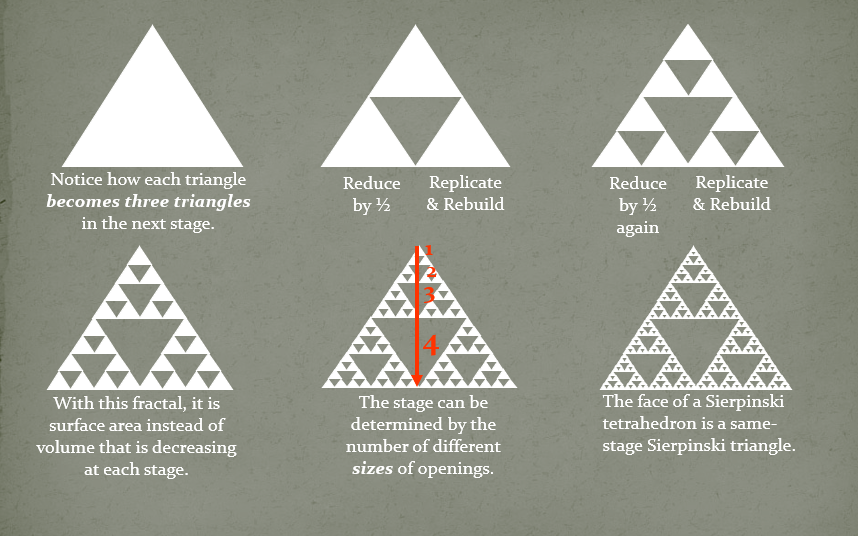 Notice how each triangle
becomes three triangles
in the next stage.
Reduce
by ½
Replicate
& Rebuild
Reduce
by ½
again
Replicate
& Rebuild
With this fractal, it is
surface area instead of
volume that is decreasing
at each stage.
1
2
3
4
The stage can be
determined by the
number of different
sizes of openings.
The face of a Sierpinski
tetrahedron is a same-
stage Sierpinski triangle.